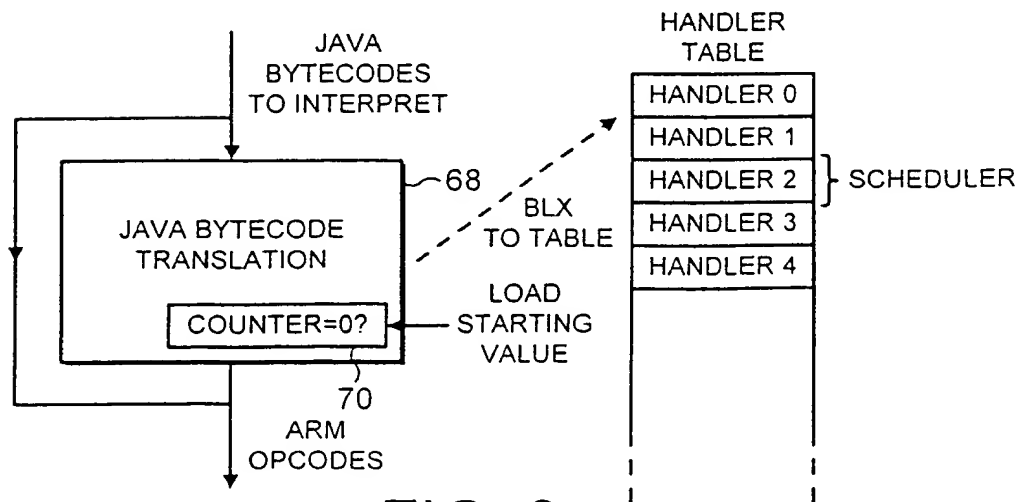 JAVA
BYTECODES
TO INTERPRET
68
JAVA BYTECODE
TRANSLATION
COUNTER=0?
70
ARM
OPCODES
BLX
TO TABLE
LOAD
STARTING
VALUE
HANDLER
TABLE
HANDLER 0
HANDLER 1
HANDLER 2
HANDLER 3
HANDLER 4
SCHEDULER